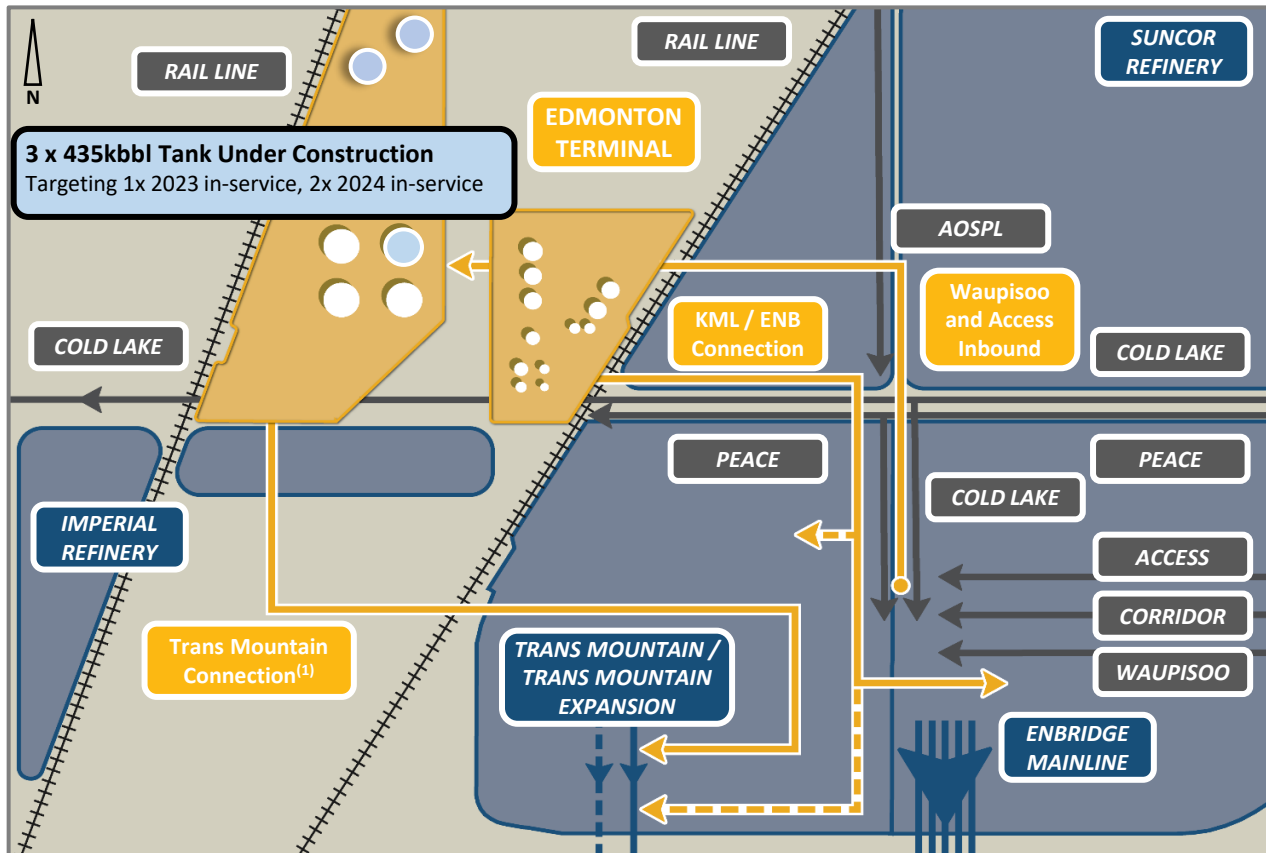 RAIL LINE
RAIL LINE
SUNCOR
REFINERY
N
EDMONTON
TERMINAL
3 x 435kbbl Tank Under Construction
Targeting 1x 2023 in-service, 2x 2024 in-service
AOSPL
Waupisoo
and Access
Inbound
KML / ENB
Connection
COLD LAKE
COLD LAKE
PEACE
PEACE
COLD LAKE
IMPERIAL
REFINERY
ACCESS
CORRIDOR
WAUPISOO
Trans Mountain
Connection(1)
TRANS MOUNTAIN /
TRANS MOUNTAIN
EXPANSION
ENBRIDGE
MAINLINE